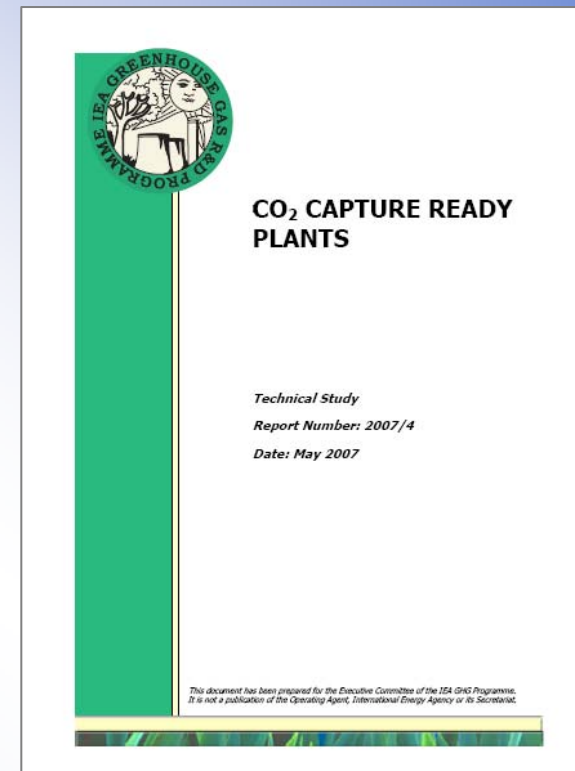 IEA GREENHOUSE GAS R&D PROGRAMME
CO₂ CAPTURE READY
PLANTS
Technical Study
Report Number: 2007/4
Date: May 2007
This document has been prepared for the Executive Committee of the IEA GHG Programme.
It is not a publication of the Operating Agent, International Energy Agency or its Secretariat.